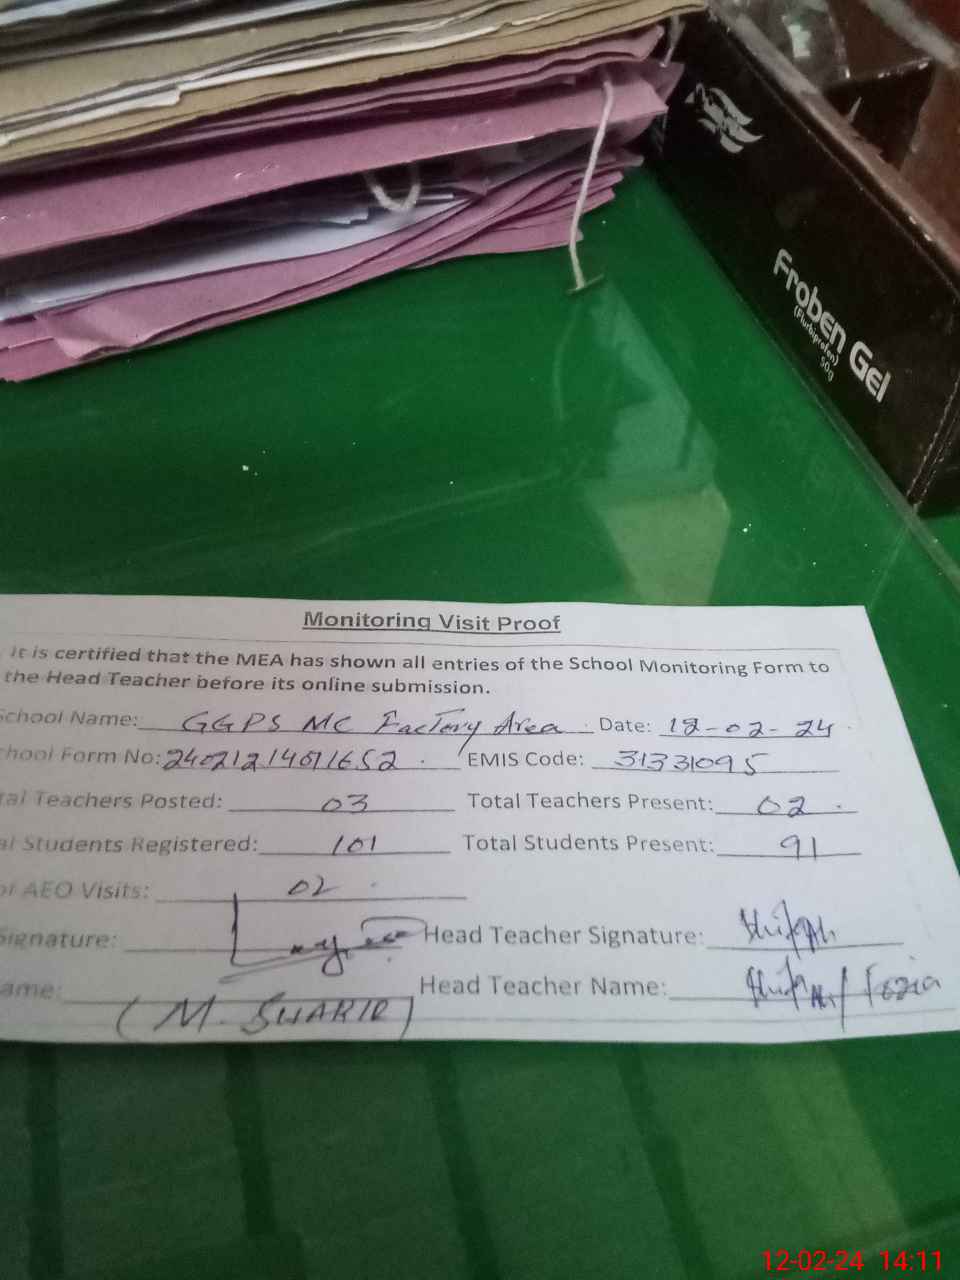 Froben Gel
(Flurbiprofen)
50g
Monitoring Visit Proof
It is certified that the MEA has shown all entries of the School Monitoring Form to
the Head Teacher before its online submission.
School Name: GGPS MC Factory Area Date: 12-02-24
hool Form No: EMIS Code: 31331095
tal Teachers Posted: 03 Total Teachers Present: 02
al Students Registered: 101 Total Students Present: 91
of AEO Visits: 02
Signature: Head Teacher Signature:
ame: (M. SHAKIR) Head Teacher Name: Fozia
12-02-24 14:11